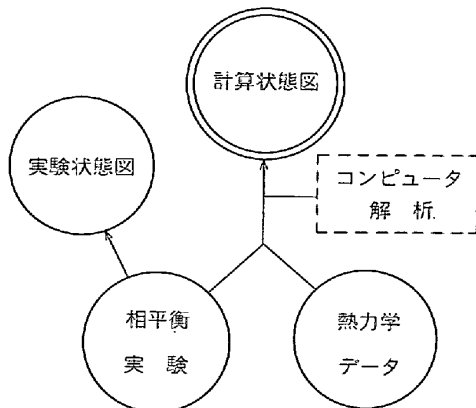 計算状態図
実験状態図
コンピュータ
解析
相平衡
実験
熱力学
データ